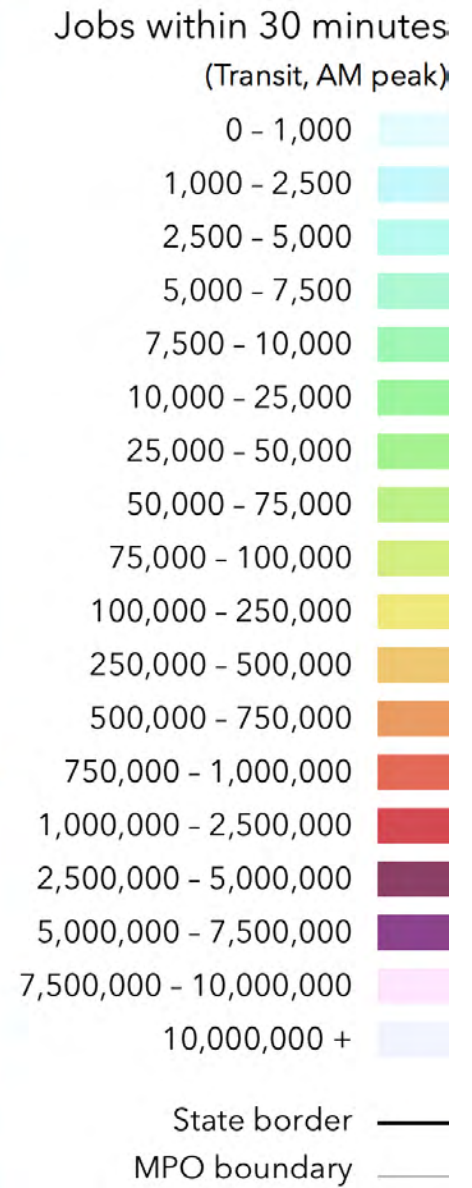 Jobs within 30 minutes
(Transit, AM peak)
0 – 1,000
1,000 – 2,500
2,500 – 5,000
5,000 – 7,500
7,500 – 10,000
10,000 – 25,000
25,000 – 50,000
50,000 – 75,000
75,000 – 100,000
100,000 – 250,000
250,000 – 500,000
500,000 – 750,000
750,000 – 1,000,000
1,000,000 – 2,500,000
2,500,000 – 5,000,000
5,000,000 – 7,500,000
7,500,000 – 10,000,000
10,000,000 +
State border
MPO boundary